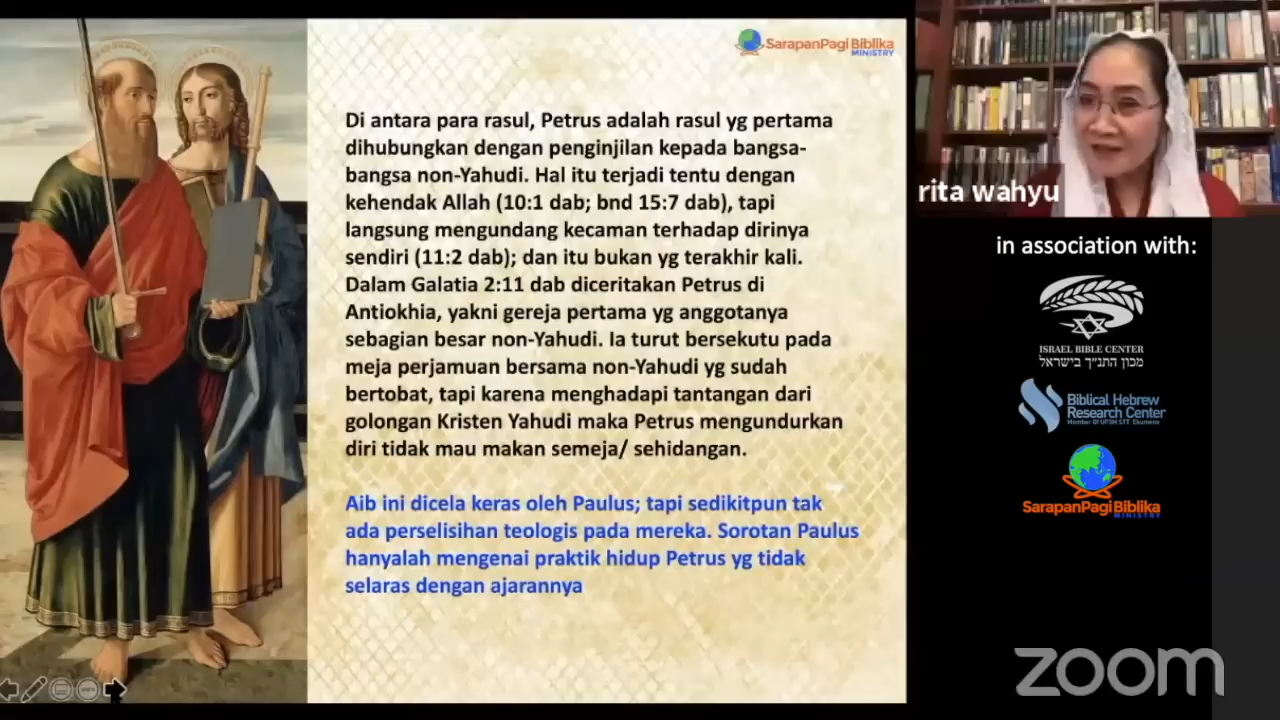 SarapanPagi Biblika
MINISTRY
Di antara para rasul, Petrus adalah rasul yg pertama
dihubungkan dengan penginjilan kepada bangsa-
bangsa non-Yahudi. Hal itu terjadi tentu dengan
kehendak Allah (10:1 dab; bnd 15:7 dab), tapi
langsung mengundang kecaman terhadap dirinya
sendiri (11:2 dab); dan itu bukan yg terakhir kali.
Dalam Galatia 2:11 dab diceritakan Petrus di
Antiokhia, yakni gereja pertama yg anggotanya
sebagian besar non-Yahudi. Ia turut bersekutu pada
meja perjamuan bersama non-Yahudi yg sudah
bertobat, tapi karena menghadapi tantangan dari
golongan Kristen Yahudi maka Petrus mengundurkan
diri tidak mau makan semeja/ sehidangan.
Aib ini dicela keras oleh Paulus; tapi sedikitpun tak
ada perselisihan teologis pada mereka. Sorotan Paulus
hanyalah mengenai praktik hidup Petrus yg tidak
selaras dengan ajarannya
rita wahyu
in association with:
ISRAEL BIBLE CENTER
מכון התנ״ך בישראל
Biblical Hebrew
Research Center
Member Of UP3M STT Ekumene
SarapanPagi Biblika
MINISTRY
zoom